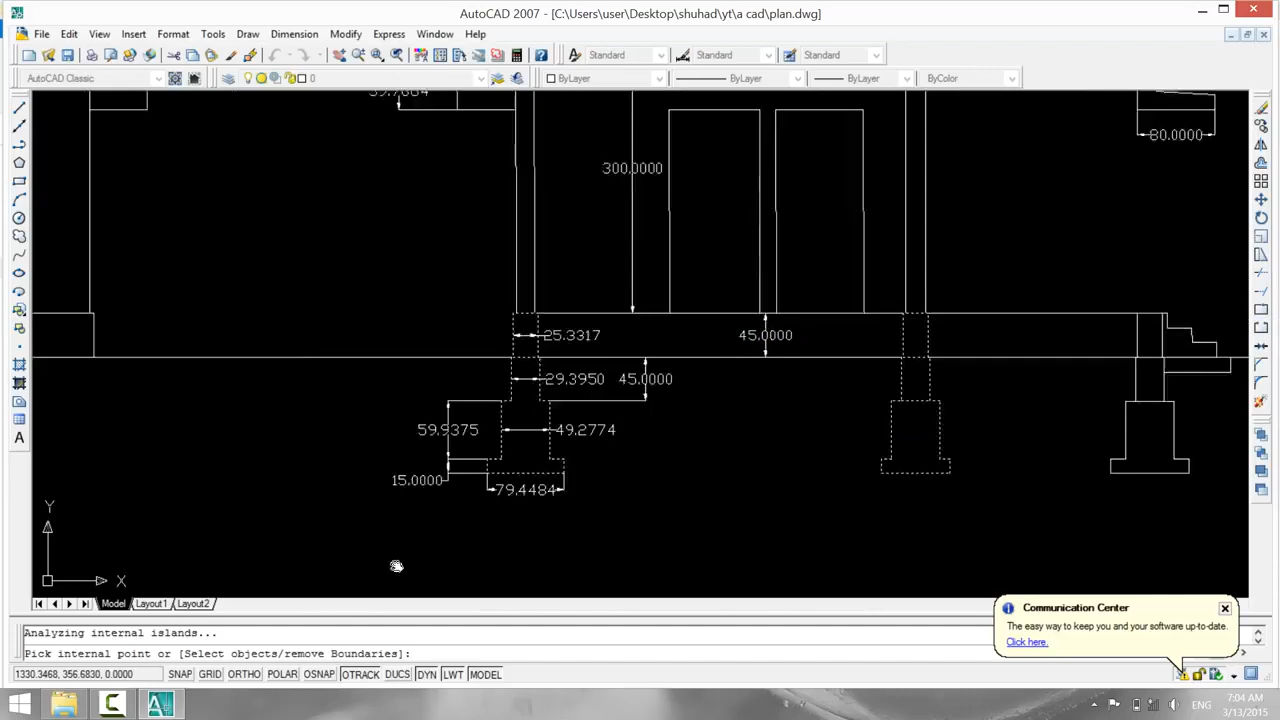 AutoCAD 2007 - [C:\Users\user\Desktop\shuhad\yt\a cad\plan.dwg]
File Edit View Insert Format Tools Draw Dimension Modify Express Window Help
Standard Standard Standard
AutoCAD Classic 0 ByLayer ByLayer ByLayer ByColor
80.0000
300.0000
25.3317 45.0000
29.3950 45.0000
59.9375 49.2774
15.0000
79.4484
Y
X
Model Layout1 Layout2
Communication Center
The easy way to keep you and your software up-to-date.
Click here.
Analyzing internal islands...
Pick internal point or [Select objects/remove Boundaries]:
1330.3468, 356.6830, 0.0000 SNAP GRID ORTHO POLAR OSNAP OTRACK DUCS DYN LWT MODEL
ENG
7:04 AM
3/13/2015